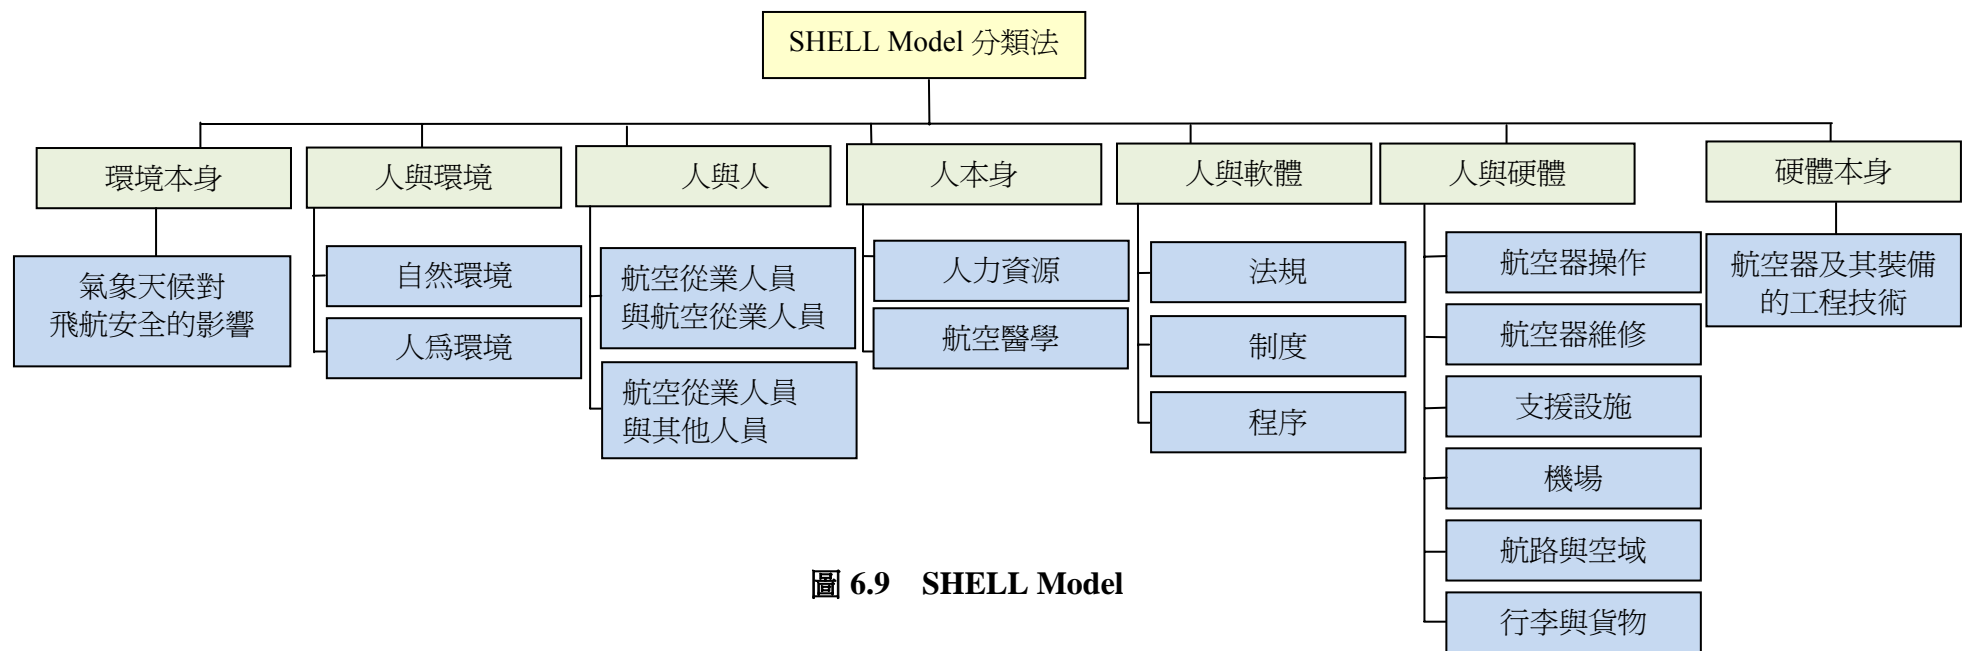 SHELL Model 分類法
環境本身
人與環境
人與人
人本身
人與軟體
人與硬體
硬體本身
氣象天候對
飛航安全的影響
自然環境
人為環境
航空從業人員
與航空從業人員
航空從業人員
與其他人員
人力資源
航空醫學
法規
制度
程序
航空器操作
航空器維修
支援設施
機場
航路與空域
行李與貨物
航空器及其裝備
的工程技術
圖 6.9 SHELL Model